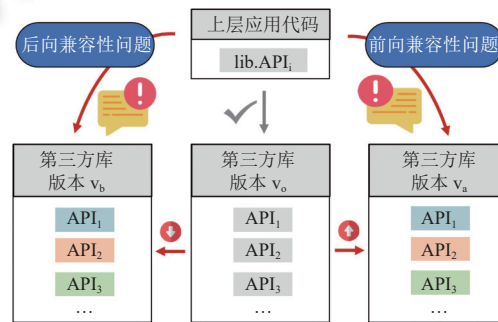 后向兼容性问题
上层应用代码
前向兼容性问题
lib.APIᵢ
第三方库
版本 v_b
API₁
API₂
API₃
…
第三方库
版本 vₒ
API₁
API₂
API₃
…
第三方库
版本 vₐ
API₁
API₂
API₃
…